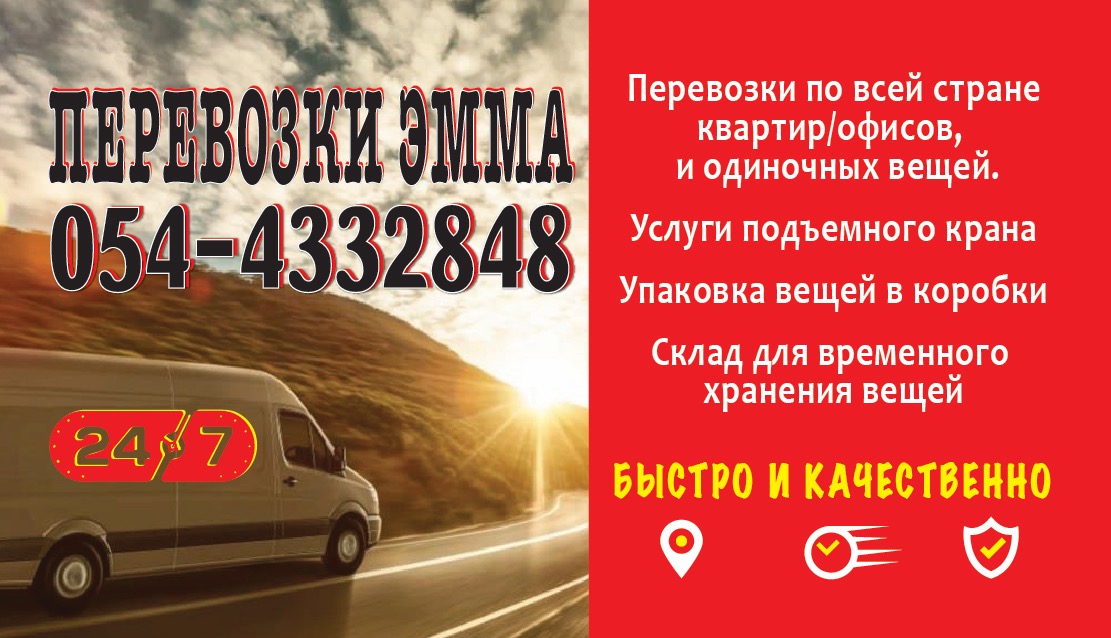 ПЕРЕВОЗКИ ЭММА
054-4332848
24/7
Перевозки по всей стране
квартир/офисов,
и одиночных вещей.
Услуги подъемного крана
Упаковка вещей в коробки
Склад для временного
хранения вещей
БЫСТРО И КАЧЕСТВЕННО